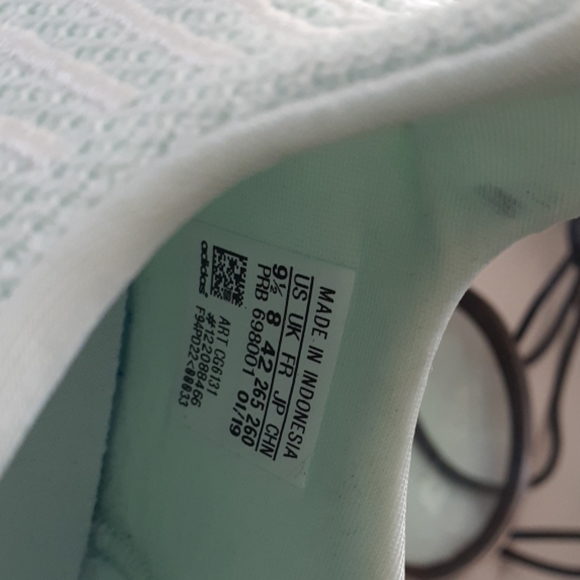 MADE IN INDONESIA
US UK FR JP CHN
9½ 8 42 265 260
PRB 698001 01/19
adidas
ART CG6131
#122088466